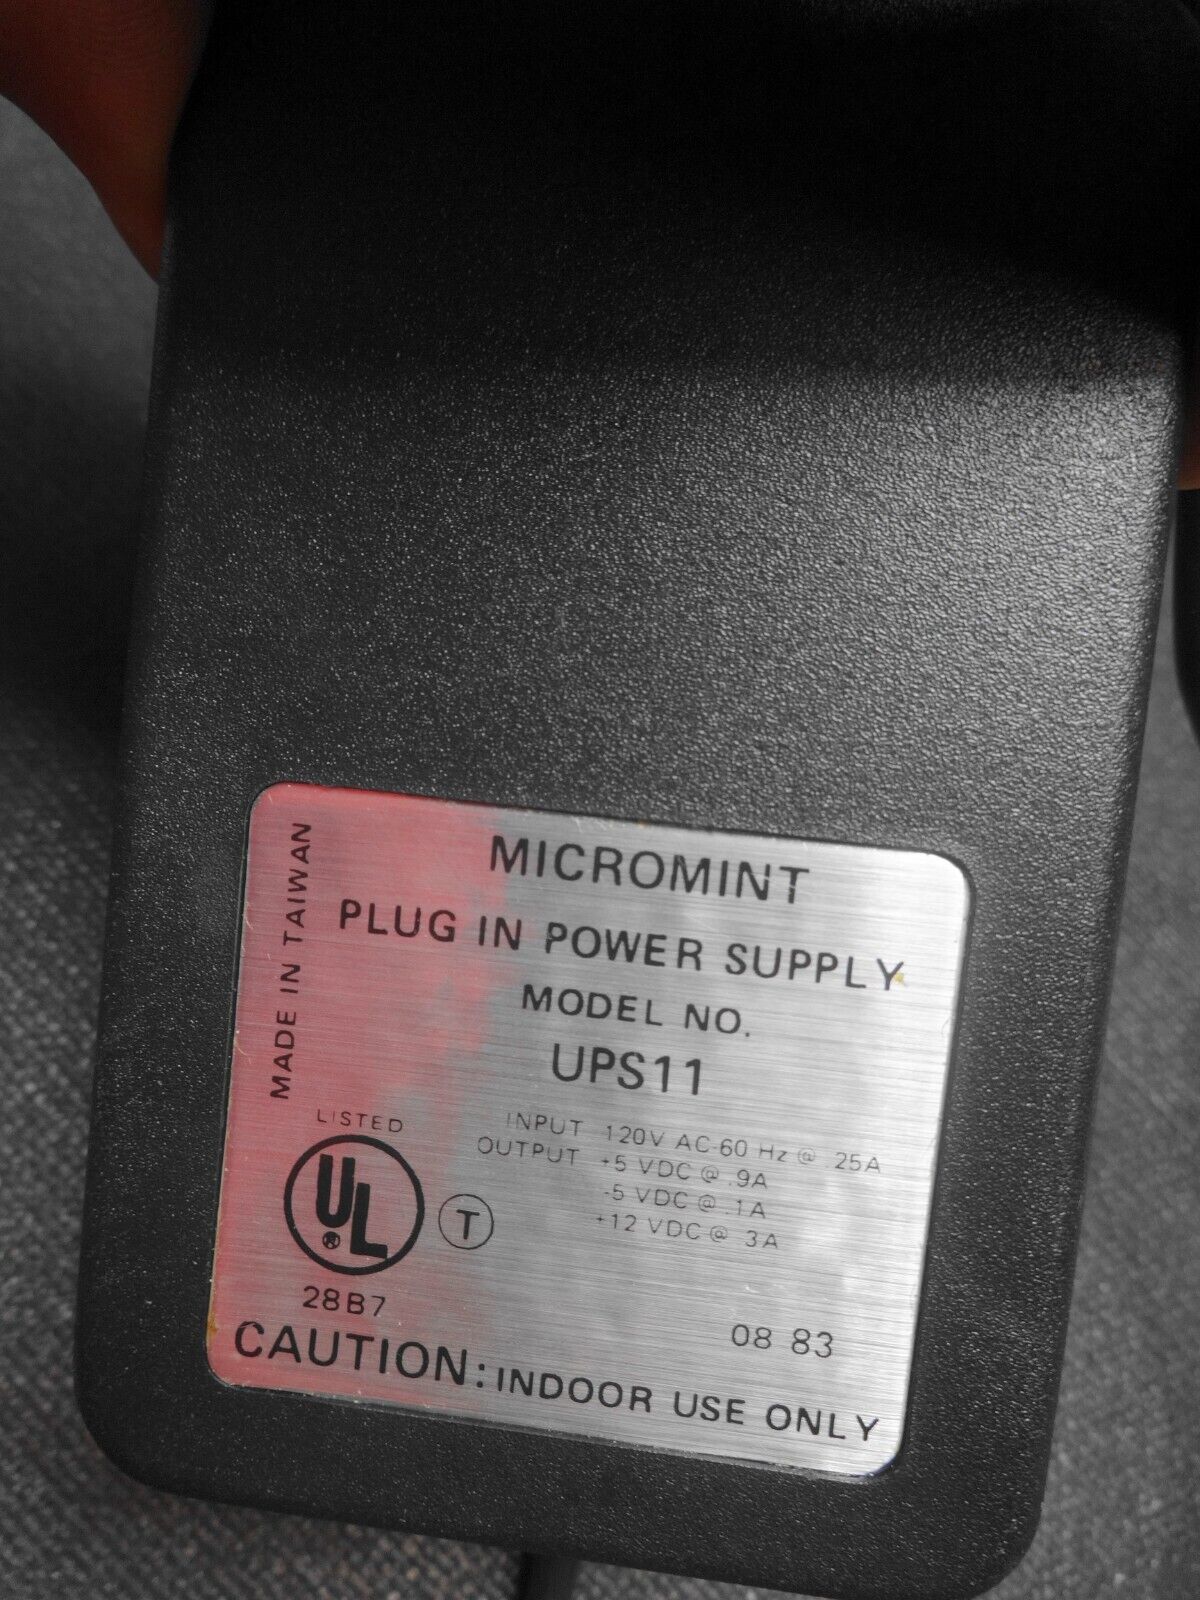 MICROMINT
PLUG IN POWER SUPPLY
MODEL NO.
UPS11
MADE IN TAIWAN
INPUT 120V AC-60 Hz @ .25A
OUTPUT +5 VDC @ .9A
-5 VDC @ .1A
+12 VDC @ .3A
LISTED
UL
®
T
28B7
08 83
CAUTION: INDOOR USE ONLY